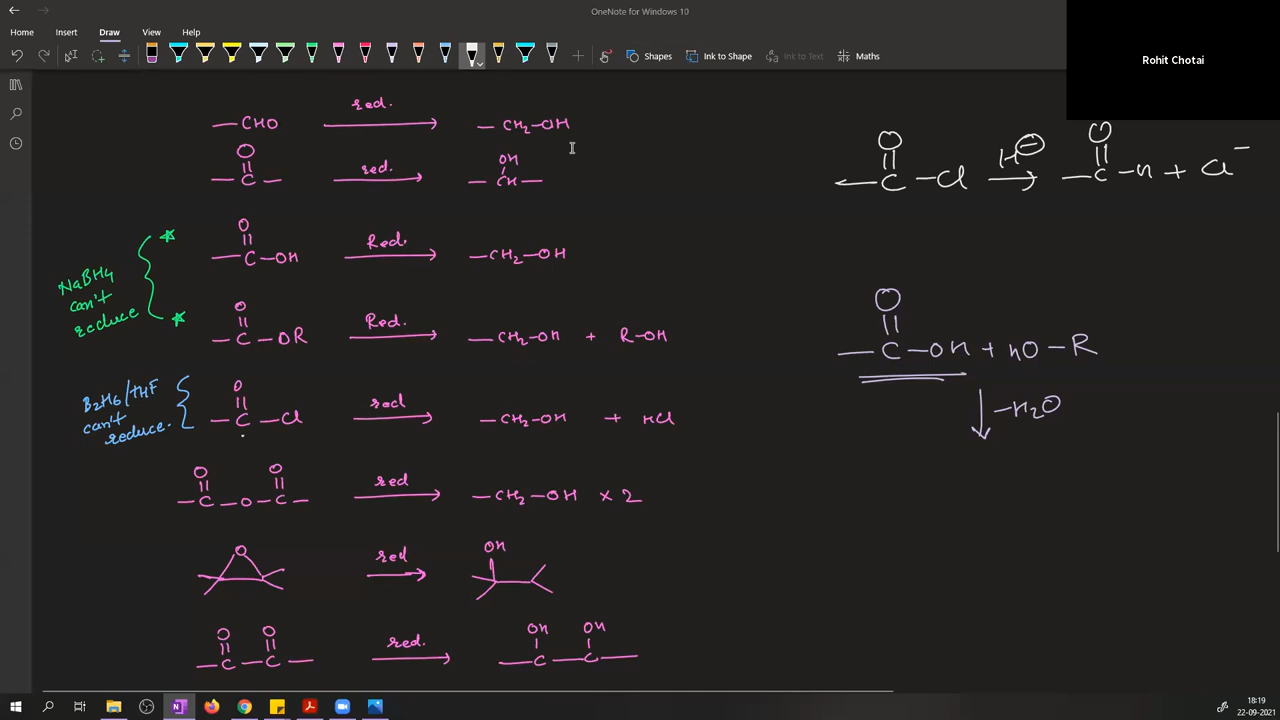 OneNote for Windows 10
Home Insert Draw View Help
Shapes Ink to Shape Ink to Text Maths
Rohit Chotai
—CHO red. → —CH₂—OH
O OH
|| |
—C— red. → —CH—
O
||
—C—OH Red. → —CH₂—OH
NaBH4
can't
reduce
O
||
—C—OR Red. → —CH₂—OH + R—OH
B₂H₆/THF
can't
reduce.
O
||
—C—Cl red → —CH₂—OH + HCl
O O
|| ||
—C—O—C— red → —CH₂—OH × 2
O red → OH
O O OH OH
|| || | |
—C—C— red. → —C—C—
O O
|| ||
—C—Cl H⊖ → —C—H + Cl⁻
O
||
—C—OH + HO—R
↓ —H₂O
18:19
22-09-2021